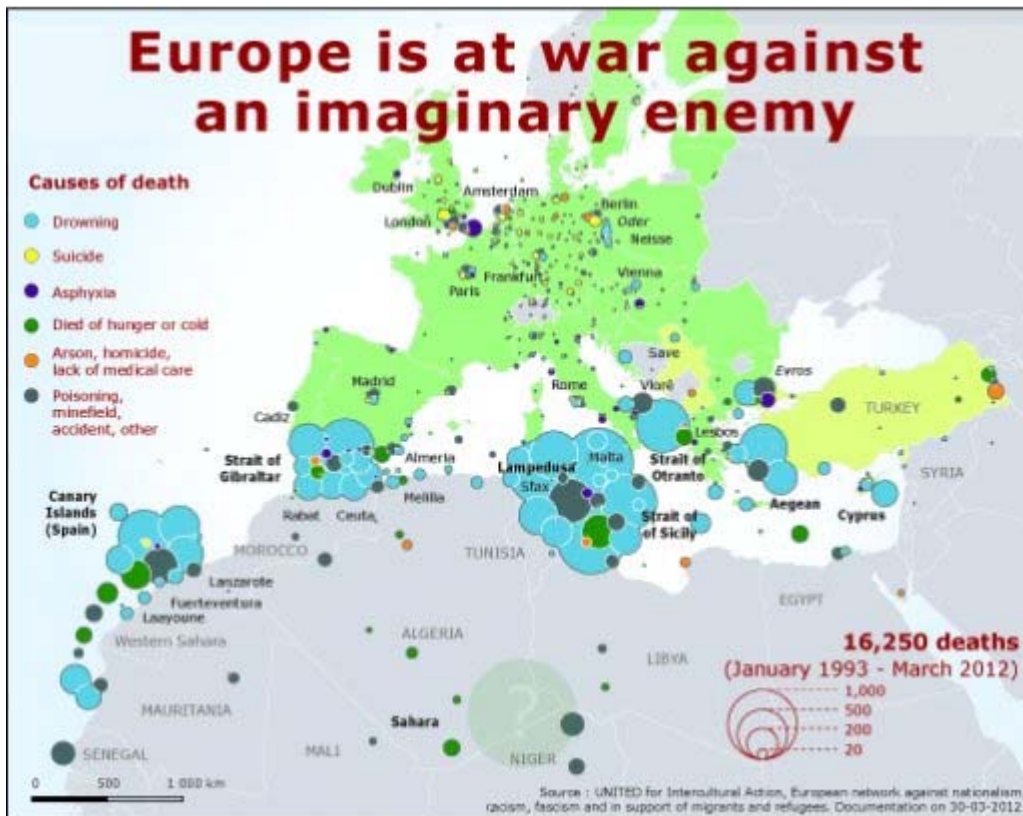 Europe is at war against
an imaginary enemy
Causes of death
Drowning
Suicide
Asphyxia
Died of hunger or cold
Arson, homicide,
lack of medical care
Poisoning,
minefield,
accident, other
Dublin
Amsterdam
London
Berlin
Oder
Neisse
Frankfurt
Vienna
Paris
Save
Madrid
Rome
Vlorë
Evros
TURKEY
Cadiz
Lesbos
Strait of
Gibraltar
Almeria
Lampedusa
Malta
Strait of
Otranto
SYRIA
Melilla
Sfax
Canary
Islands
(Spain)
Rabat
Ceuta,
Strait of
of Sicily
Aegean
Cyprus
MOROCCO
TUNISIA
Lanzarote
Fuerteventura
Laayoune
EGYPT
Western Sahara
ALGERIA
LIBYA
16,250 deaths
(January 1993 - March 2012)
1,000
500
200
20
MAURITANIA
?
Sahara
SENEGAL
MALI
NIGER
0 500 1 000 km
Source : UNITED for Intercultural Action, European network against nationalism,
racism, fascism and in support of migrants and refugees. Documentation on 30-03-2012